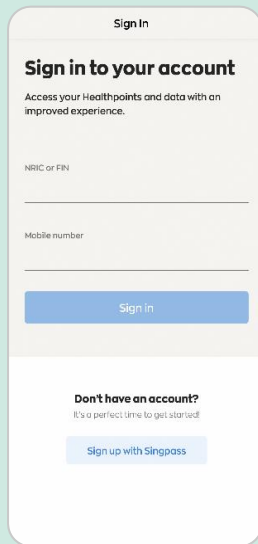 Sign In
Sign in to your account
Access your Healthpoints and data with an
improved experience.
NRIC or FIN
Mobile number
Sign in
Don't have an account?
It's a perfect time to get started!
Sign up with Singpass